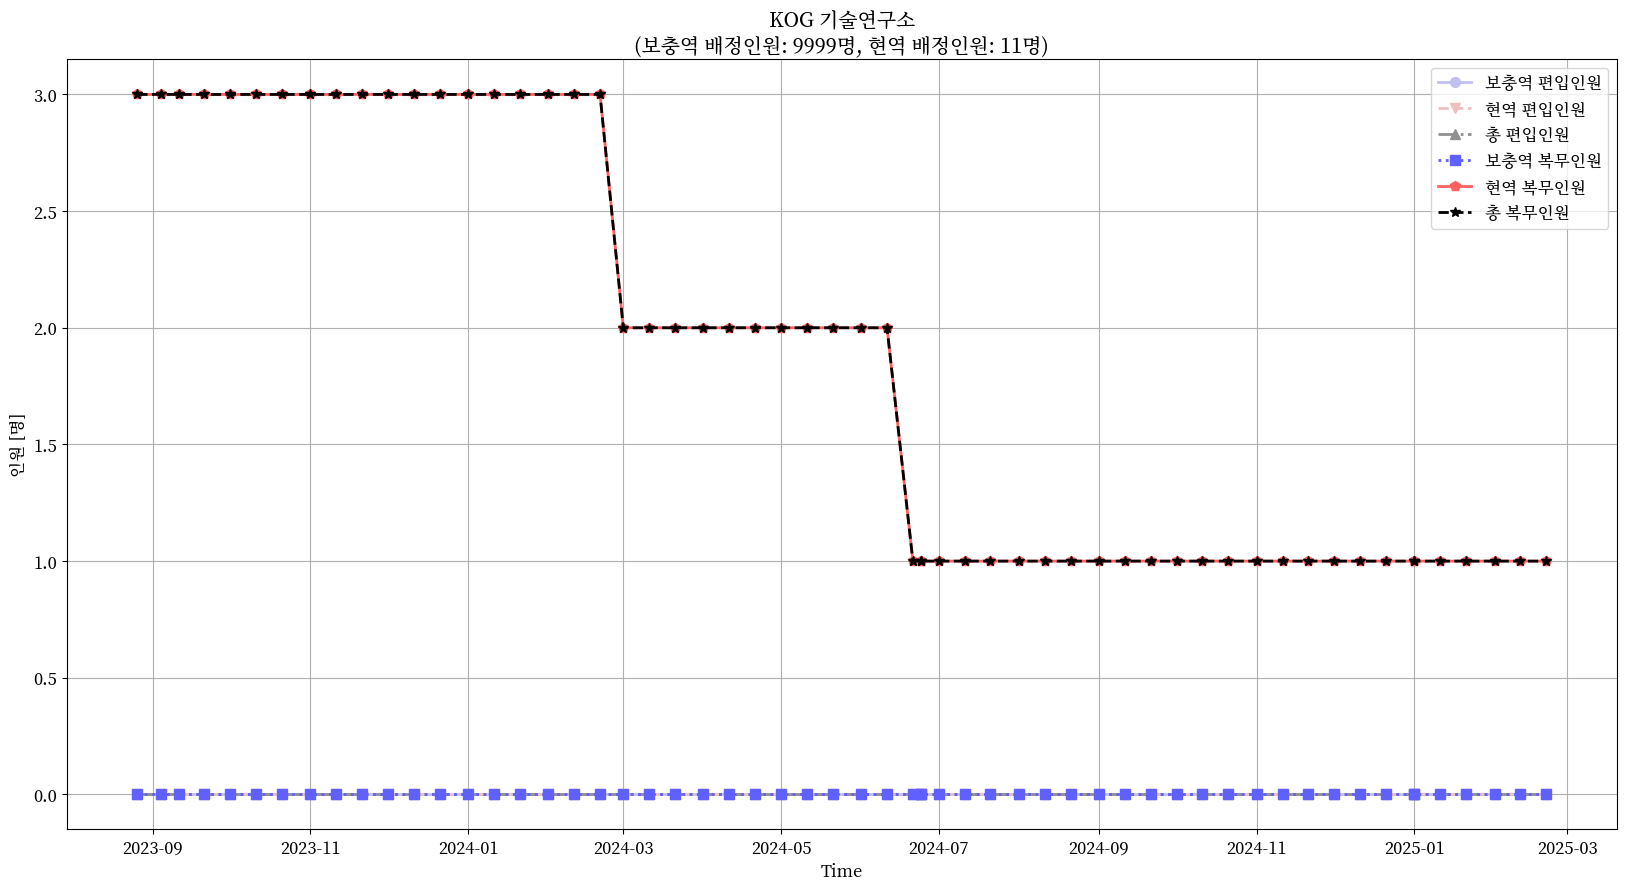 KOG 기술연구소
(보충역 배정인원: 9999명, 현역 배정인원: 11명)
보충역 편입인원
현역 편입인원
총 편입인원
보충역 복무인원
현역 복무인원
총 복무인원
3.0
2.5
2.0
1.5
1.0
0.5
0.0
인원 [명]
2023-09
2023-11
2024-01
2024-03
2024-05
2024-07
2024-09
2024-11
2025-01
2025-03
Time